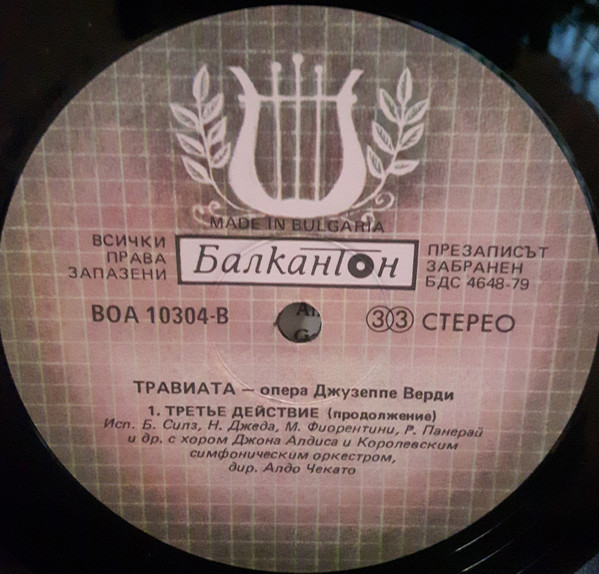 MADE IN BULGARIA
ВСИЧКИ
ПРАВА
ЗАПАЗЕНИ
Балкантон
ПРЕЗАПИСЪТ
ЗАБРАНЕН
БДС 4648-79
ВОА 10304-В
33 СТЕРЕО
ТРАВИАТА — опера Джузеппе Верди
1. ТРЕТЬЕ ДЕЙСТВИЕ (продолжение)
Исп. Б. Силз, Н. Джеда, М. Фиорентини, Р. Панерай
и др. с хором Джона Алдиса и Королевским
симфоническим оркестром,
дир. Алдо Чекато